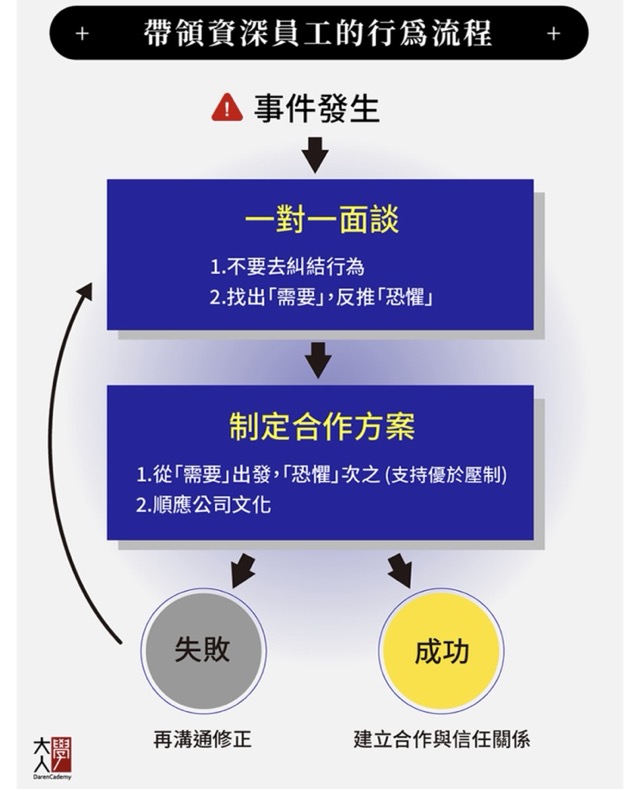 + 帶領資深員工的行為流程 +
! 事件發生
一對一面談
1.不要去糾結行為
2.找出「需要」,反推「恐懼」
制定合作方案
1.從「需要」出發,「恐懼」次之 (支持優於壓制)
2.順應公司文化
失敗
成功
再溝通修正
建立合作與信任關係
大學
人
DarenCademy